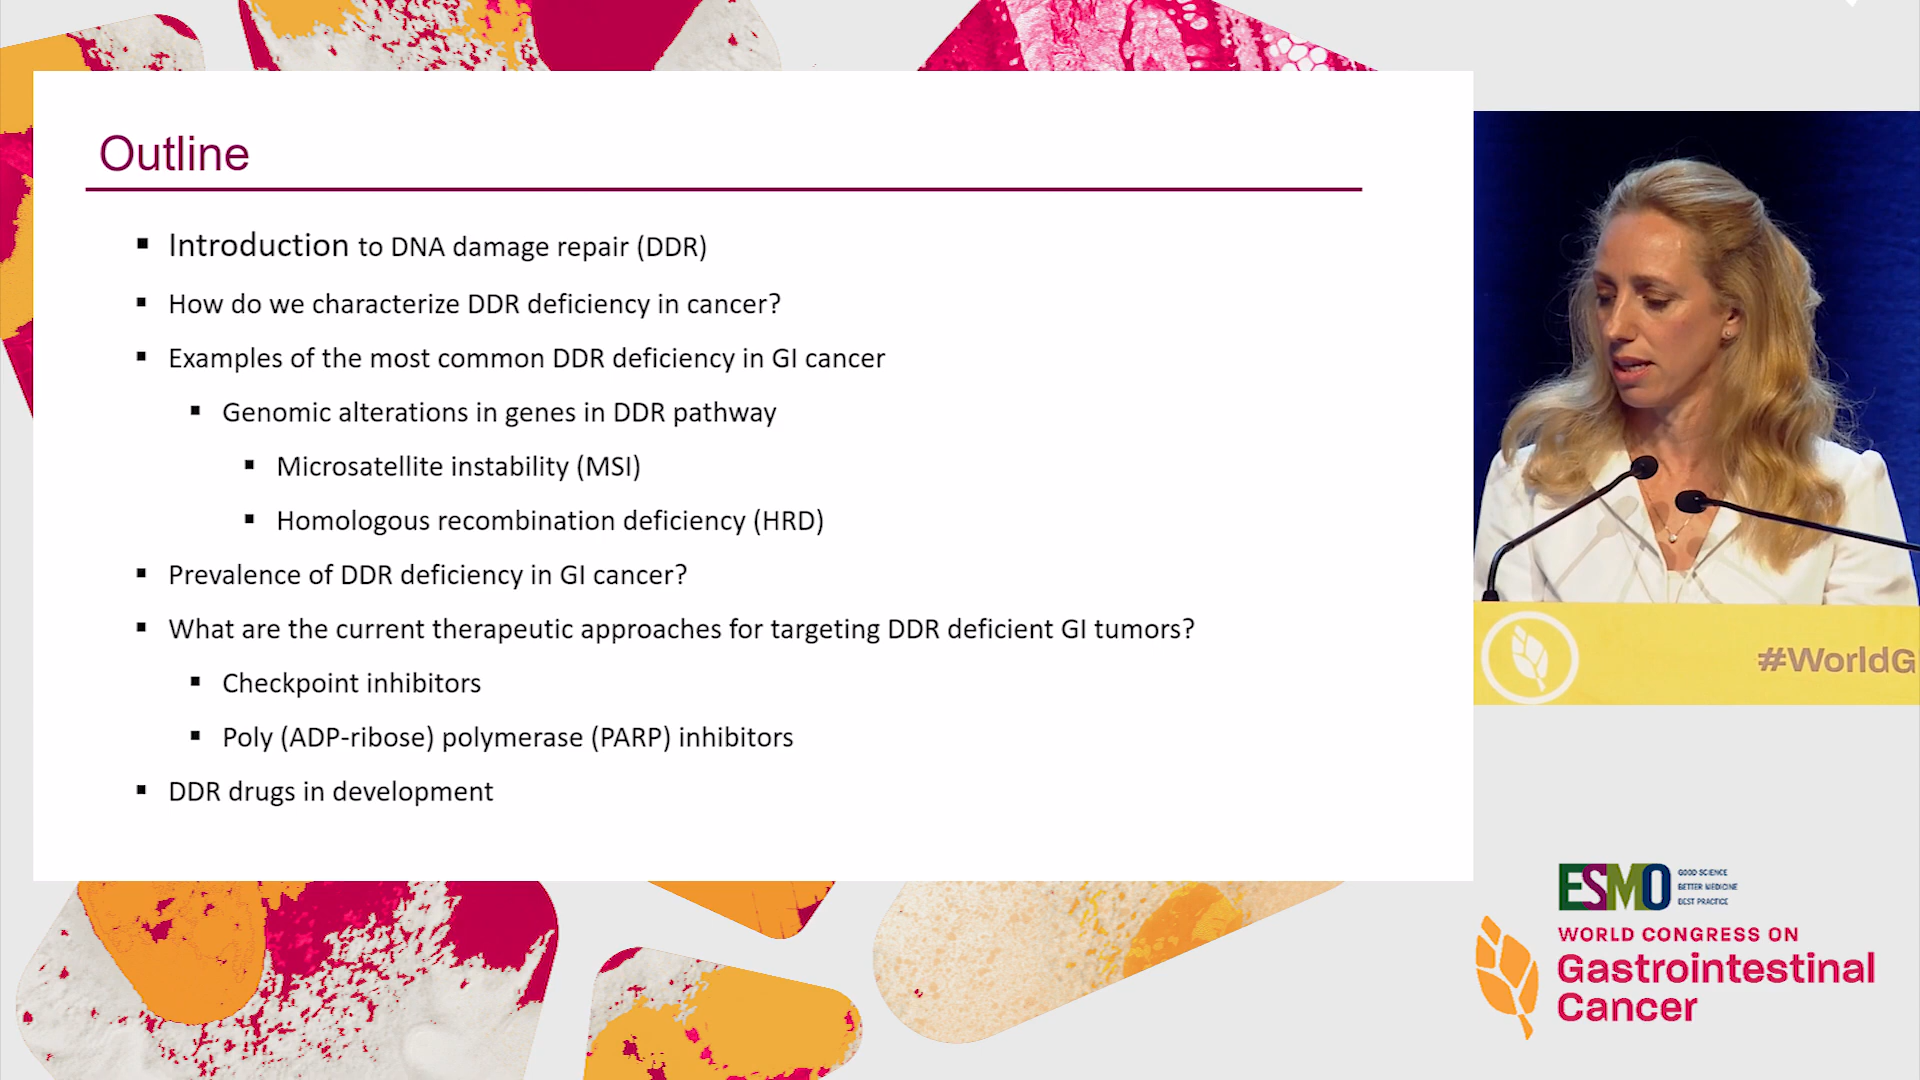 Outline
Introduction to DNA damage repair (DDR)
How do we characterize DDR deficiency in cancer?
Examples of the most common DDR deficiency in GI cancer
Genomic alterations in genes in DDR pathway
Microsatellite instability (MSI)
Homologous recombination deficiency (HRD)
Prevalence of DDR deficiency in GI cancer?
What are the current therapeutic approaches for targeting DDR deficient GI tumors?
Checkpoint inhibitors
Poly (ADP-ribose) polymerase (PARP) inhibitors
DDR drugs in development
#WorldG
ESMO
GOOD SCIENCE
BETTER MEDICINE
BEST PRACTICE
WORLD CONGRESS ON
Gastrointestinal
Cancer